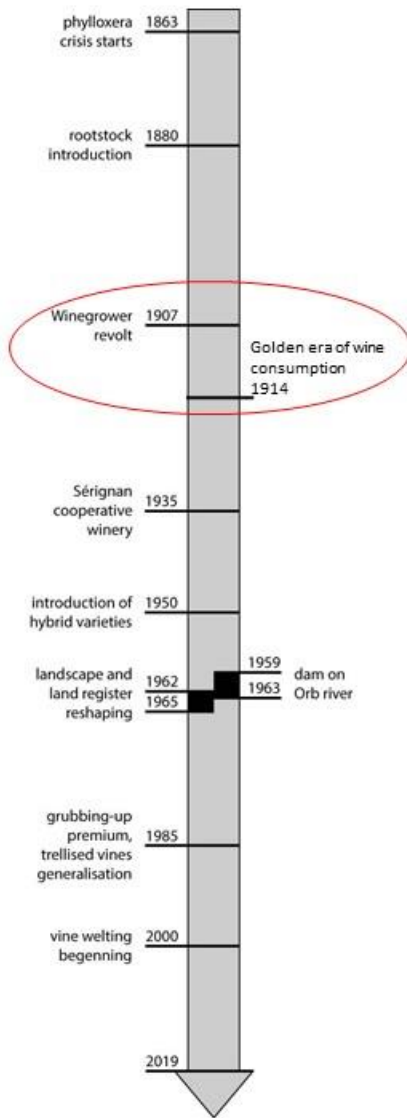 phylloxera
crisis starts
1863
rootstock
introduction
1880
Winegrower
revolt
1907
Golden era of wine
consumption
1914
Sérignan
cooperative
winery
1935
introduction of
hybrid varieties
1950
landscape and
land register
reshaping
1962
1965
1959
1963
dam on
Orb river
grubbing-up
premium,
trellised vines
generalisation
1985
vine welting
begenning
2000
2019